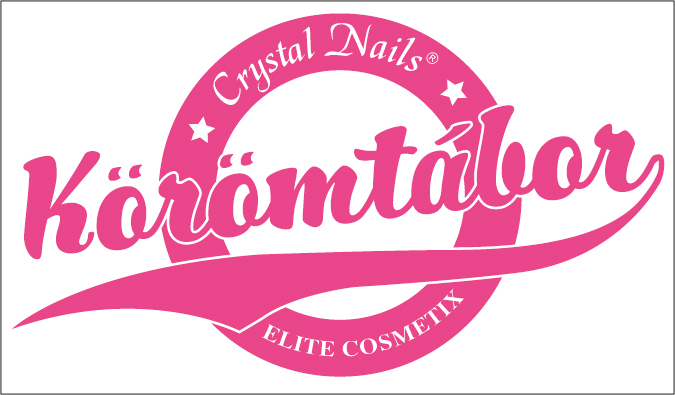 Crystal Nails®
Körömtábor
ELITE COSMETIX